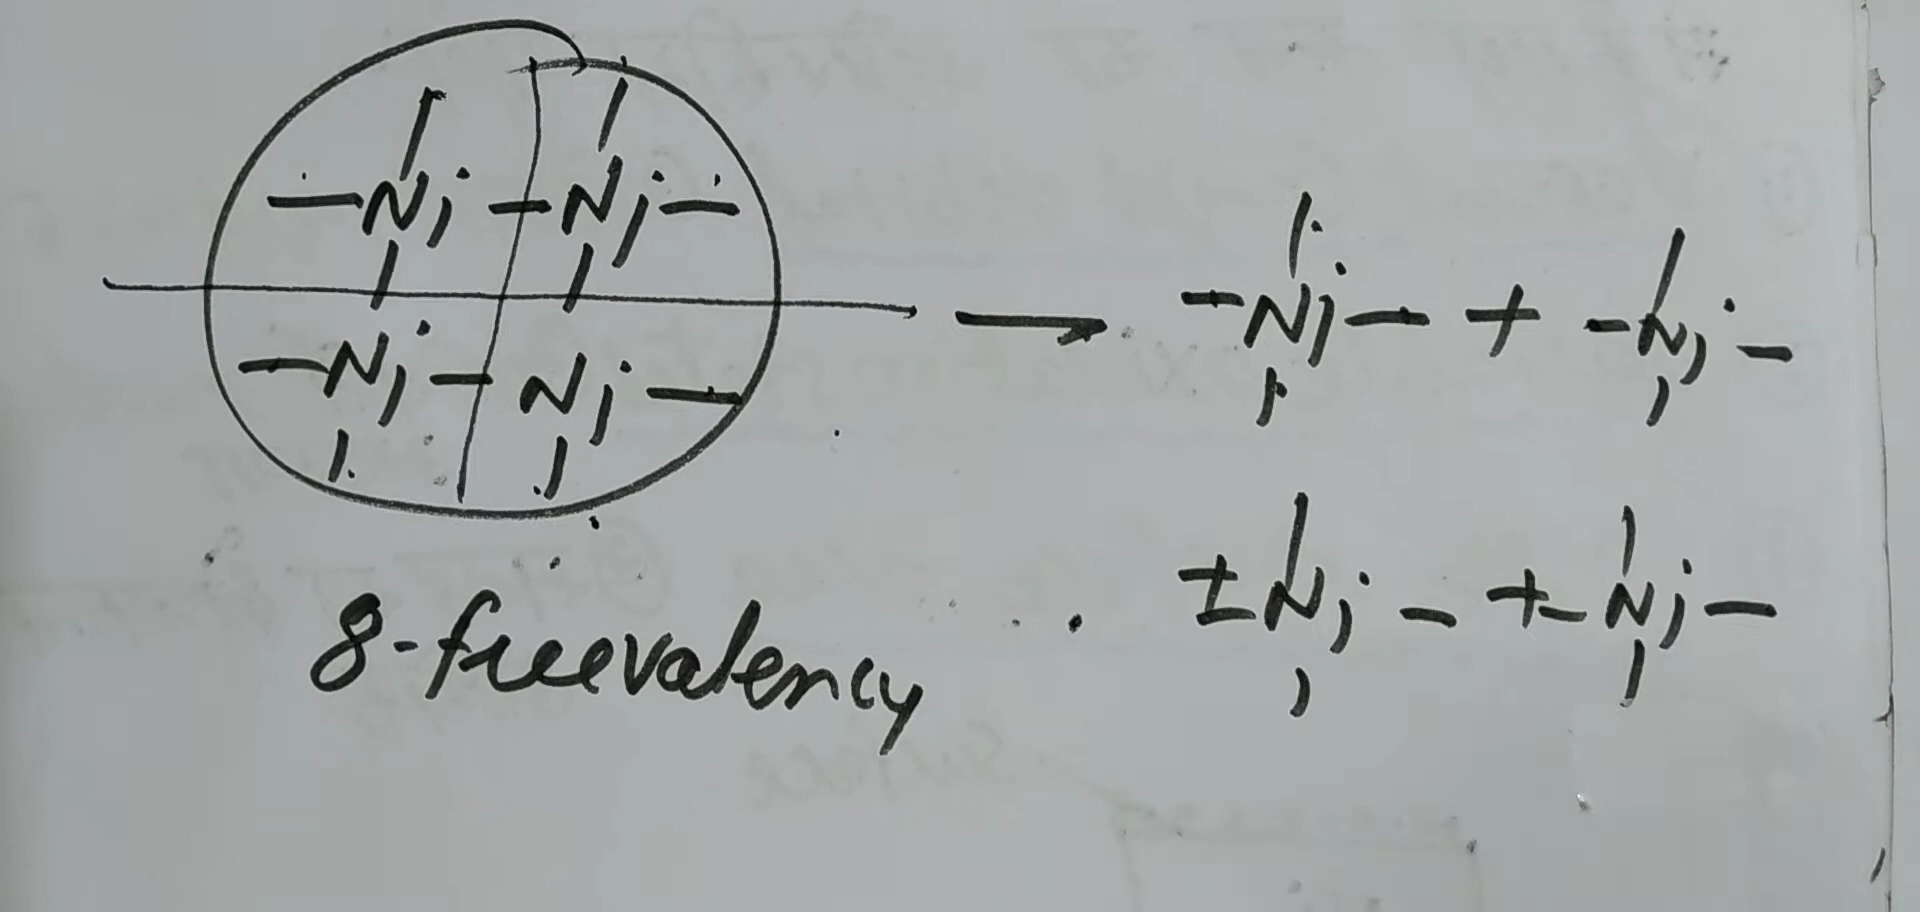 -Ni-Ni-
-Ni-Ni-
→ -Ni- + -Ni-
+ -Ni- + -Ni-
8-freevalency